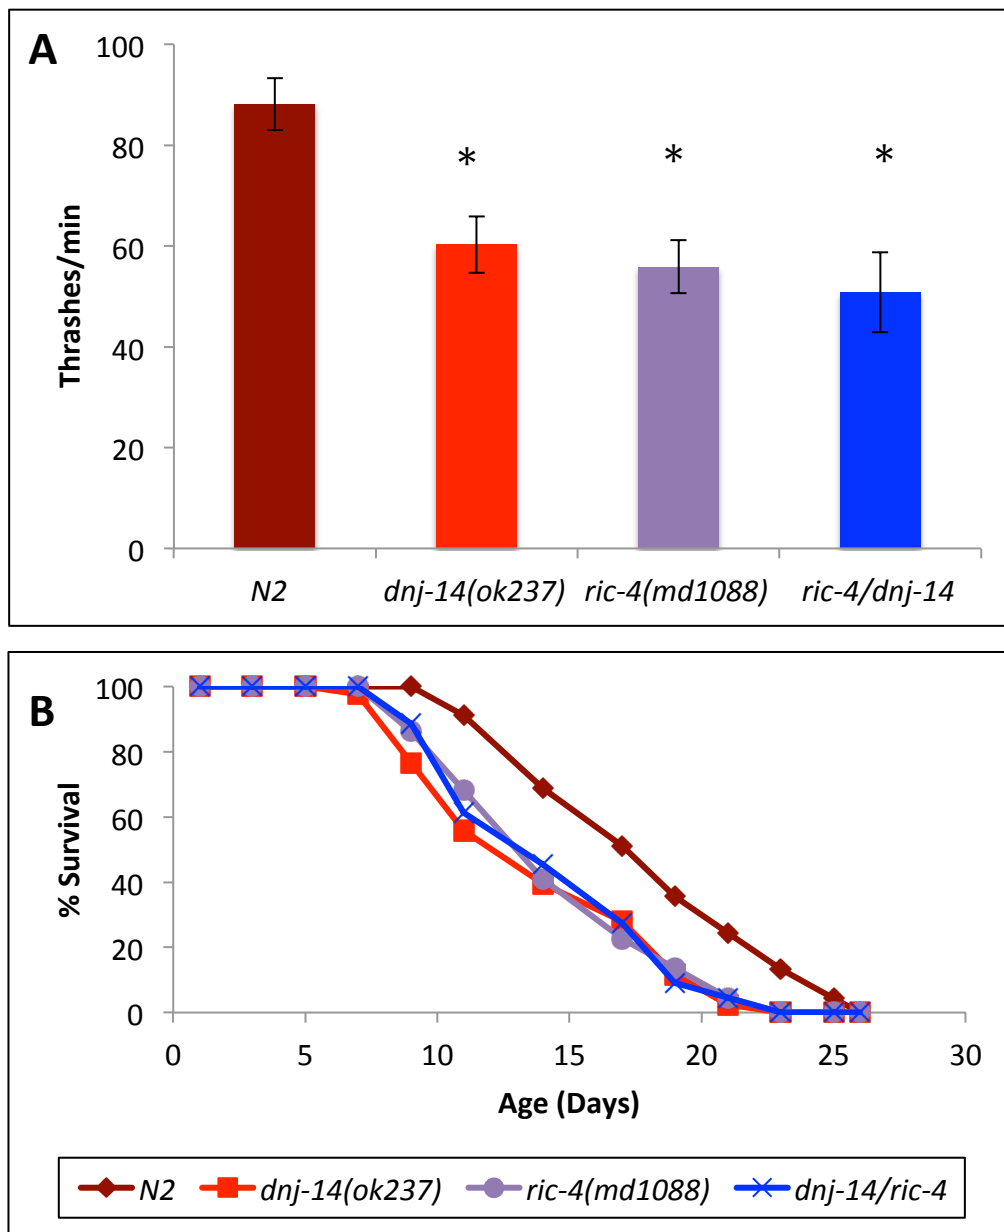 A
100
80
60
40
20
0
Thrashes/min
* * *
N2 dnj-14(ok237) ric-4(md1088) ric-4/dnj-14
B
100
80
60
40
20
0
% Survival
0 5 10 15 20 25 30
Age (Days)
N2 dnj-14(ok237) ric-4(md1088) dnj-14/ric-4